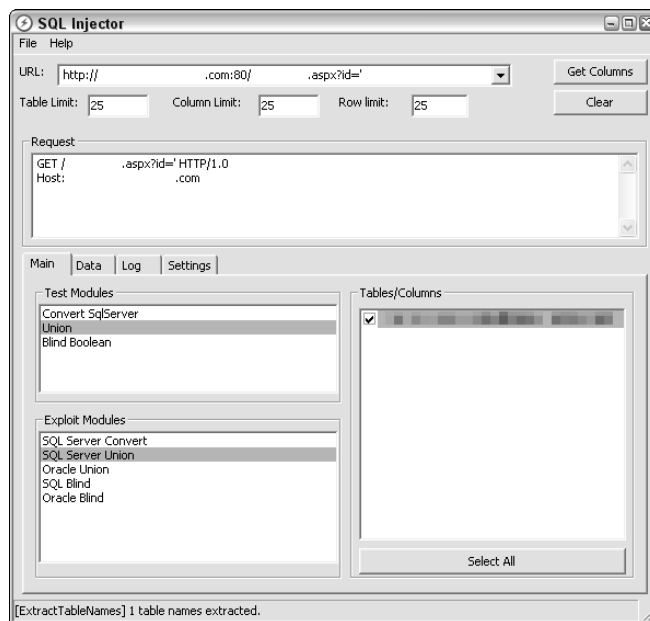 SQL Injector
File Help
URL: http:// .com:80/ .aspx?id=' Get Columns
Table Limit: 25 Column Limit: 25 Row limit: 25 Clear
Request
GET / .aspx?id=' HTTP/1.0
Host: .com
Main Data Log Settings
Test Modules
Convert SqlServer
Union
Blind Boolean
Exploit Modules
SQL Server Convert
SQL Server Union
Oracle Union
SQL Blind
Oracle Blind
Tables/Columns
Select All
[ExtractTableNames] 1 table names extracted.